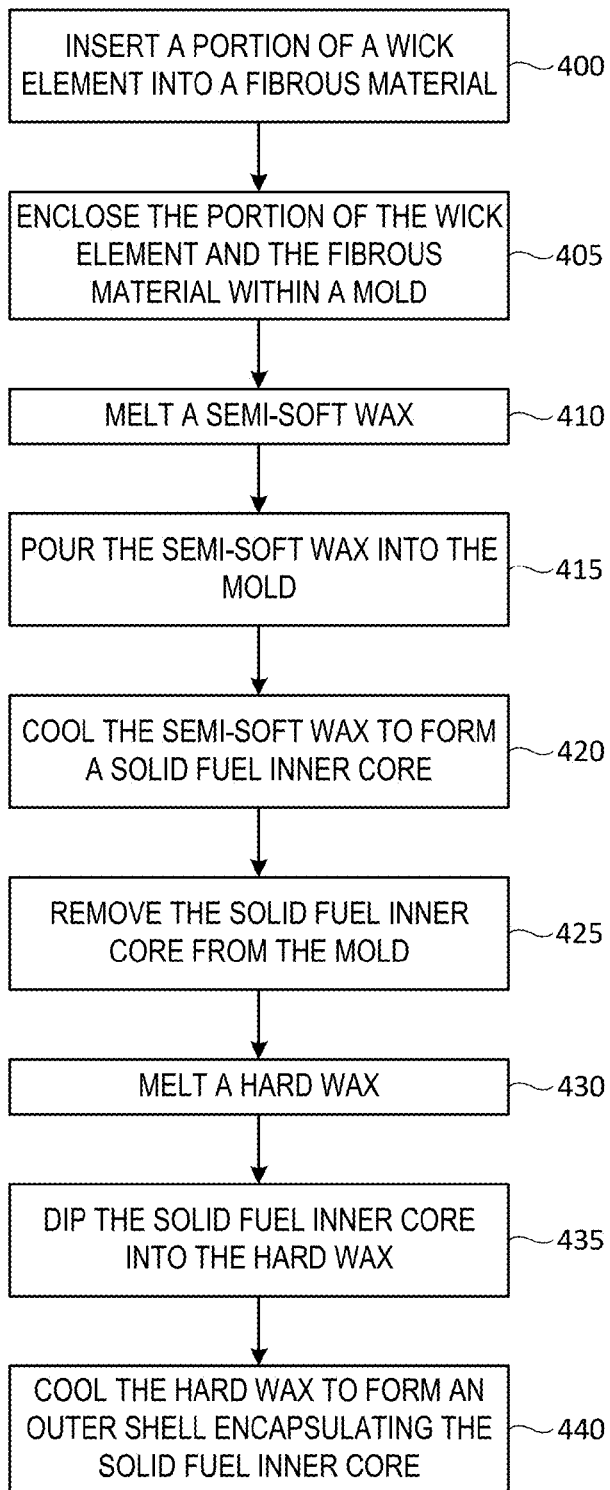 INSERT A PORTION OF A WICK
ELEMENT INTO A FIBROUS MATERIAL
400
ENCLOSE THE PORTION OF THE WICK
ELEMENT AND THE FIBROUS
MATERIAL WITHIN A MOLD
405
MELT A SEMI-SOFT WAX
410
POUR THE SEMI-SOFT WAX INTO THE
MOLD
415
COOL THE SEMI-SOFT WAX TO FORM
A SOLID FUEL INNER CORE
420
REMOVE THE SOLID FUEL INNER
CORE FROM THE MOLD
425
MELT A HARD WAX
430
DIP THE SOLID FUEL INNER CORE
INTO THE HARD WAX
435
COOL THE HARD WAX TO FORM AN
OUTER SHELL ENCAPSULATING THE
SOLID FUEL INNER CORE
440